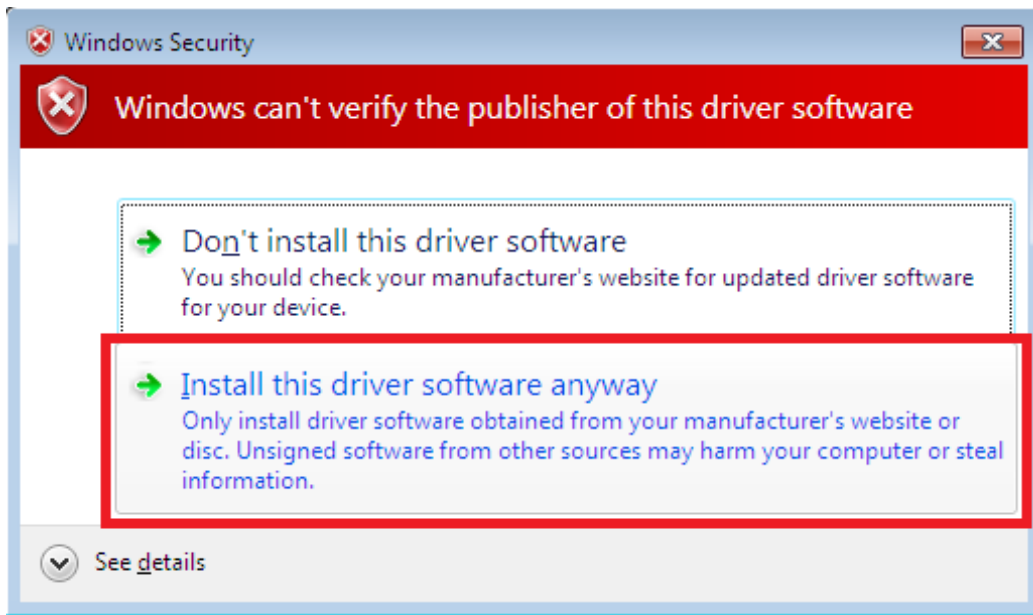 Windows Security
Windows can't verify the publisher of this driver software
Don't install this driver software
You should check your manufacturer's website for updated driver software
for your device.
Install this driver software anyway
Only install driver software obtained from your manufacturer's website or
disc. Unsigned software from other sources may harm your computer or steal
information.
See details